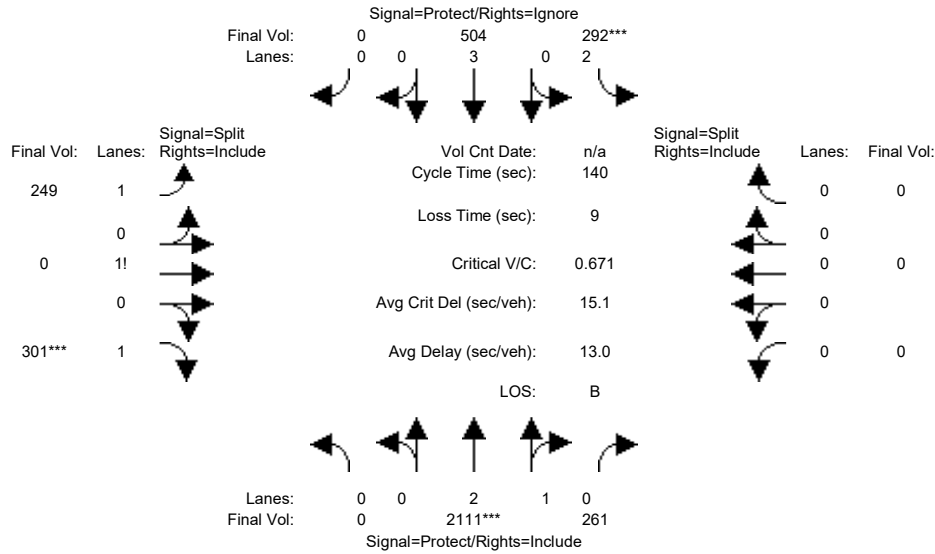 Signal=Protect/Rights=Ignore
Final Vol: 0 504 292***
Lanes: 0 0 3 0 2
Signal=Split
Rights=Include
Final Vol: Lanes:
249 1
0
0 1!
0
301*** 1
Vol Cnt Date: n/a
Cycle Time (sec): 140
Loss Time (sec): 9
Critical V/C: 0.671
Avg Crit Del (sec/veh): 15.1
Avg Delay (sec/veh): 13.0
LOS: B
Signal=Split
Rights=Include
Lanes: Final Vol:
0 0
0
0 0
0
0 0
Lanes: 0 0 2 1 0
Final Vol: 0 2111*** 261
Signal=Protect/Rights=Include